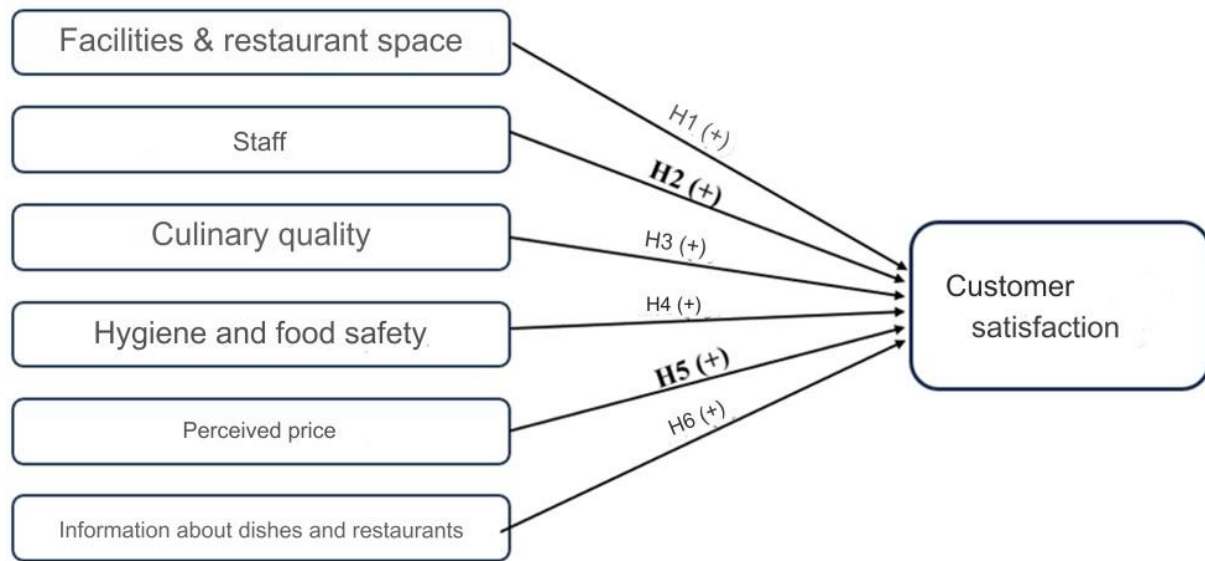 Facilities & restaurant space
H1 (+)
Staff
H2 (+)
Culinary quality
H3 (+)
Hygiene and food safety
H4 (+)
Customer
satisfaction
Perceived price
H5 (+)
H6 (+)
Information about dishes and restaurants